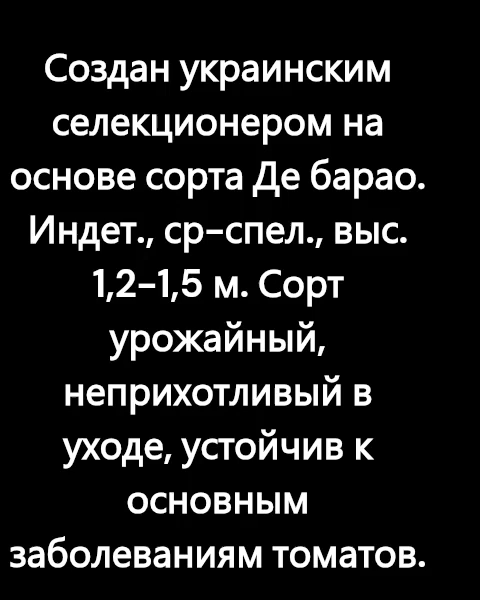 Создан украинским
селекционером на
основе сорта Де барао.
Индет., ср-спел., выс.
1,2-1,5 м. Сорт
урожайный,
неприхотливый в
уходе, устойчив к
основным
заболеваниям томатов.